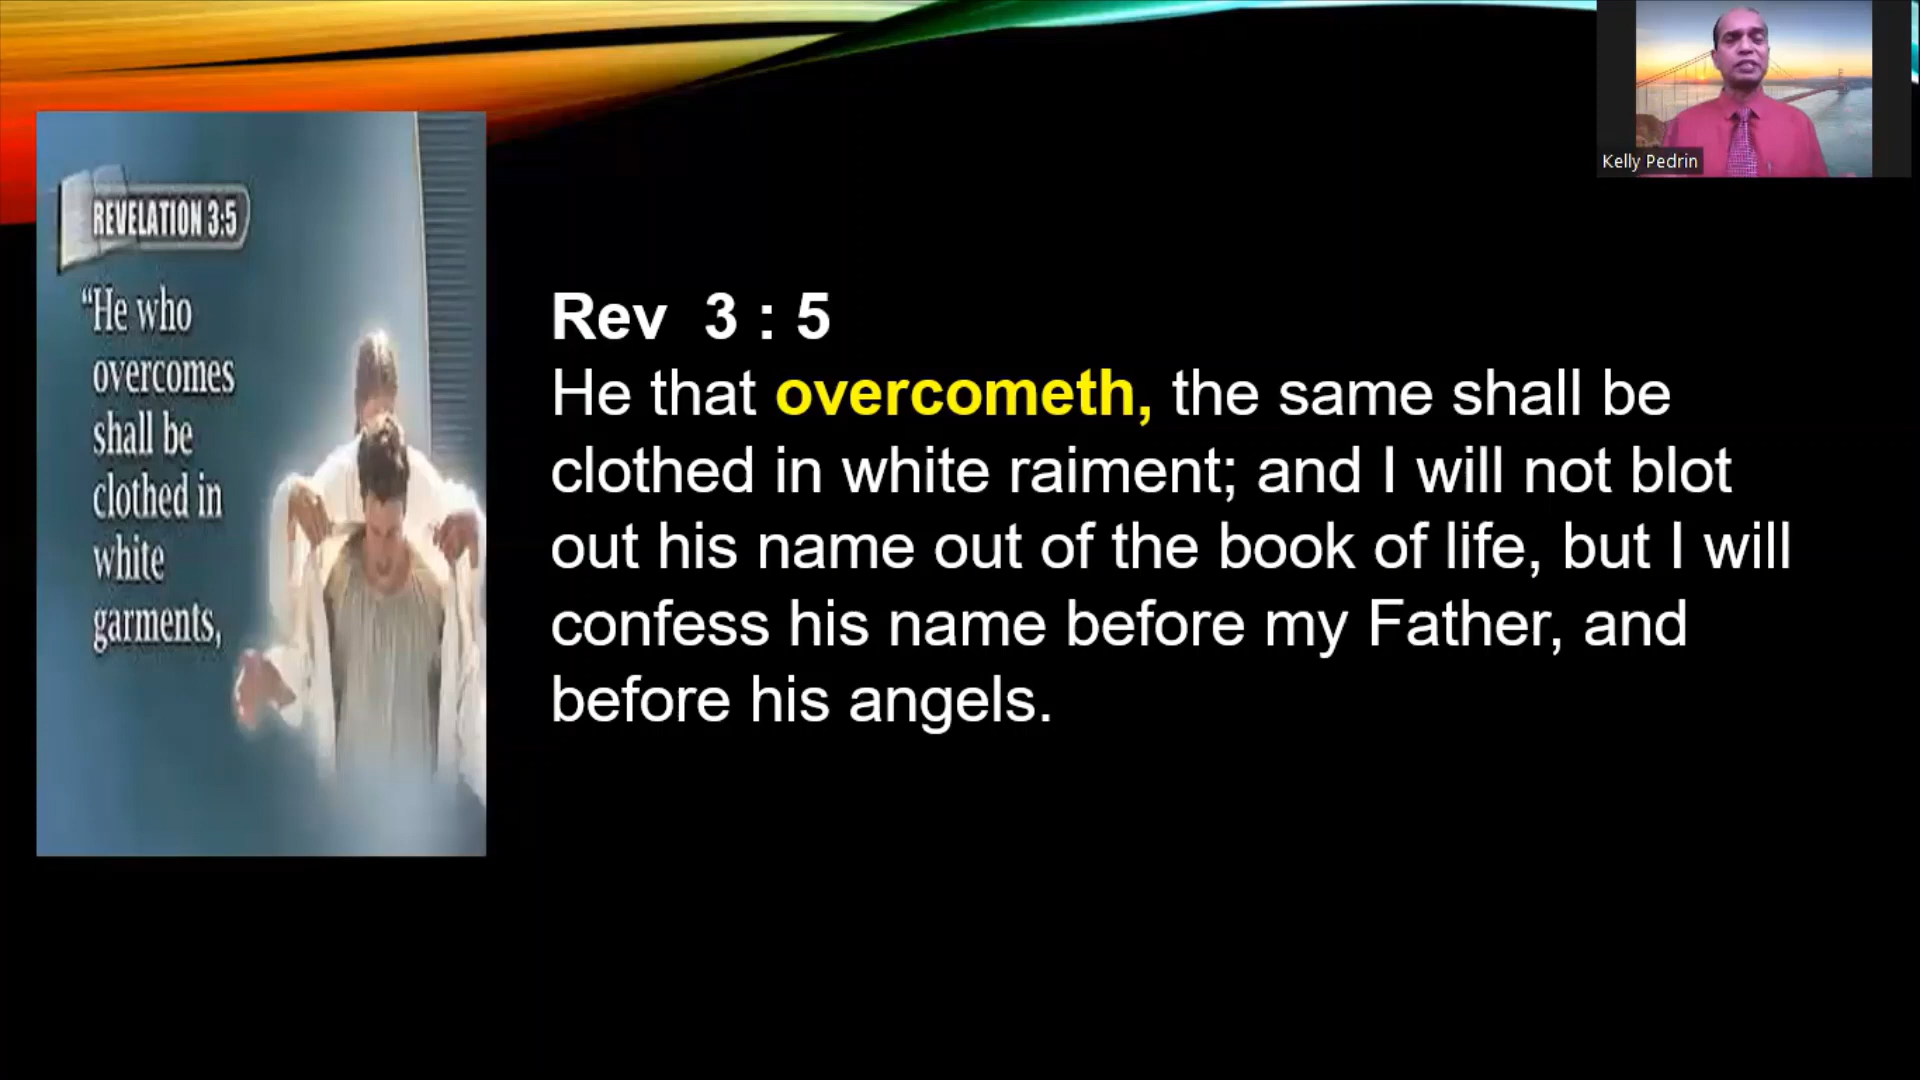 Kelly Pedrin
REVELATION 3:5
“He who
overcomes
shall be
clothed in
white
garments,
Rev 3 : 5
He that overcometh, the same shall be
clothed in white raiment; and I will not blot
out his name out of the book of life, but I will
confess his name before my Father, and
before his angels.